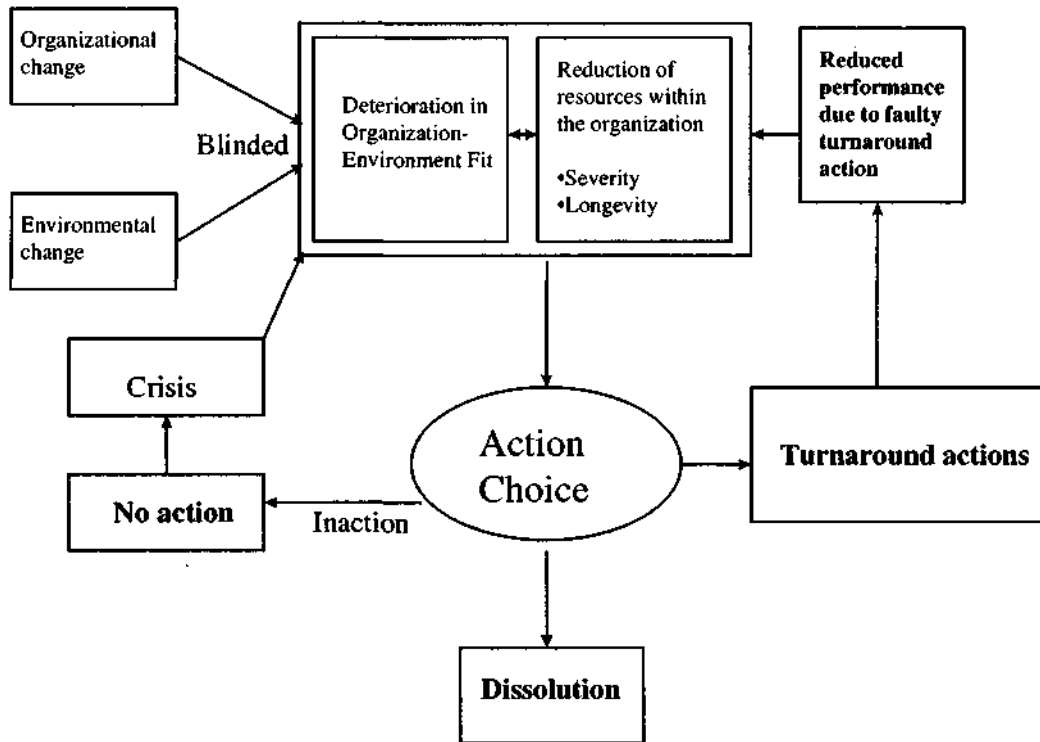 Organizational
change
Blinded
Environmental
change
Deterioration in
Organization-
Environment Fit
Reduction of
resources within
the organization
•Severity
•Longevity
Reduced
performance
due to faulty
turnaround
action
Crisis
No action
Inaction
Action
Choice
Turnaround actions
Dissolution